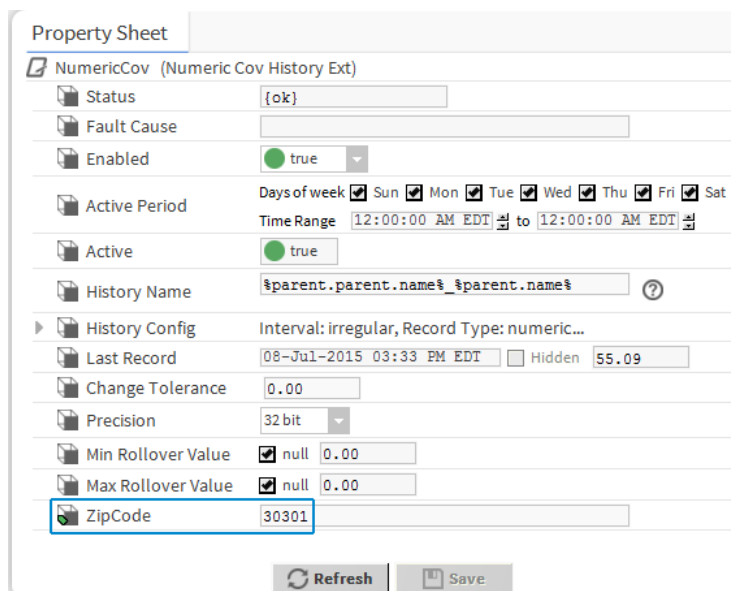 Property Sheet
NumericCov (Numeric Cov History Ext)
Status {ok}
Fault Cause
Enabled true
Active Period Days of week Sun Mon Tue Wed Thu Fri Sat
Time Range 12:00:00 AM EDT to 12:00:00 AM EDT
Active true
History Name %parent.parent.name%_%parent.name%
History Config Interval: irregular, Record Type: numeric...
Last Record 08-Jul-2015 03:33 PM EDT Hidden 55.09
Change Tolerance 0.00
Precision 32 bit
Min Rollover Value null 0.00
Max Rollover Value null 0.00
ZipCode 30301
Refresh Save